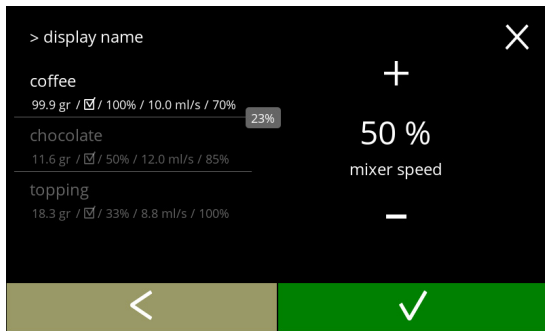 > display name
coffee
99.9 gr / ☑ / 100% / 10.0 ml/s / 70%
23%
chocolate
11.6 gr / ☑ / 50% / 12.0 ml/s / 85%
topping
18.3 gr / ☑ / 33% / 8.8 ml/s / 100%
+
50 %
mixer speed
−